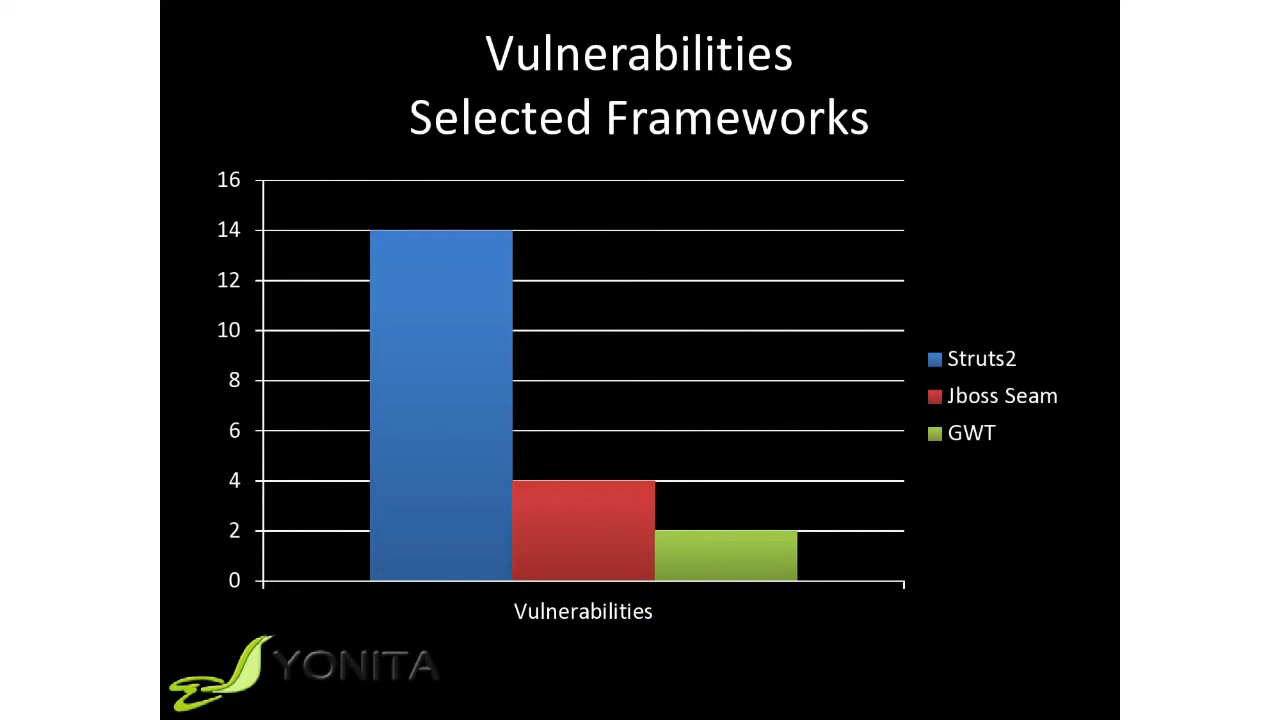 Vulnerabilities
Selected Frameworks
16
14
12
10
8
6
4
2
0
Struts2
Jboss Seam
GWT
Vulnerabilities
YONITA